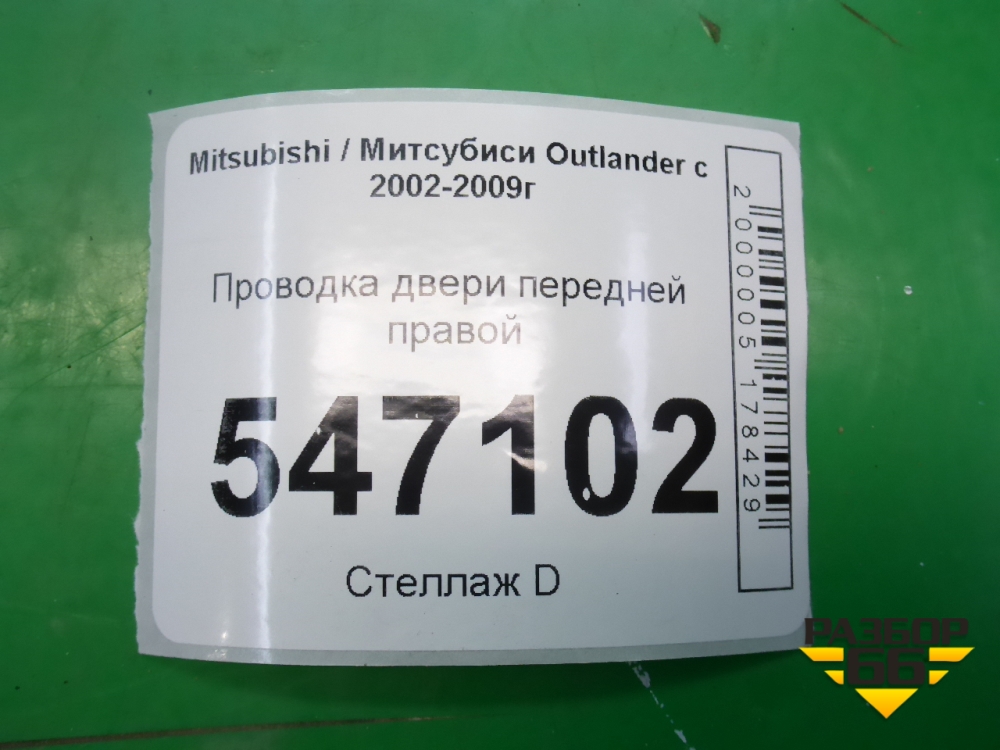 Mitsubishi / Митсубиси Outlander с
2002-2009г
Проводка двери передней
правой
547102
Стеллаж D
2000005178429
РАЗБОР
66